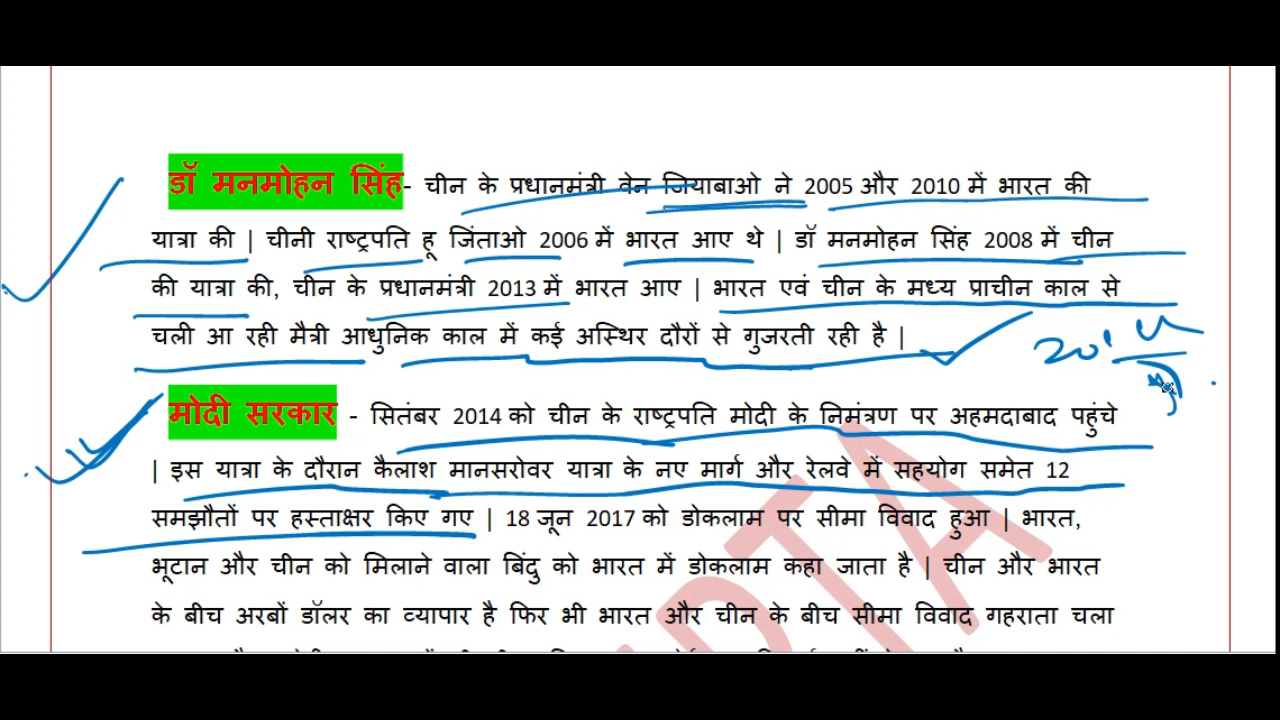 डॉ मनमोहन सिंह- चीन के प्रधानमंत्री वेन जियाबाओ ने 2005 और 2010 में भारत की
यात्रा की | चीनी राष्ट्रपति हू जिंताओ 2006 में भारत आए थे | डॉ मनमोहन सिंह 2008 में चीन
की यात्रा की, चीन के प्रधानमंत्री 2013 में भारत आए | भारत एवं चीन के मध्य प्राचीन काल से
चली आ रही मैत्री आधुनिक काल में कई अस्थिर दौरों से गुजरती रही है |
मोदी सरकार - सितंबर 2014 को चीन के राष्ट्रपति मोदी के निमंत्रण पर अहमदाबाद पहुंचे
| इस यात्रा के दौरान कैलाश मानसरोवर यात्रा के नए मार्ग और रेलवे में सहयोग समेत 12
समझौतों पर हस्ताक्षर किए गए | 18 जून 2017 को डोकलाम पर सीमा विवाद हुआ | भारत,
भूटान और चीन को मिलाने वाला बिंदु को भारत में डोकलाम कहा जाता है | चीन और भारत
के बीच अरबों डॉलर का व्यापार है फिर भी भारत और चीन के बीच सीमा विवाद गहराता चला